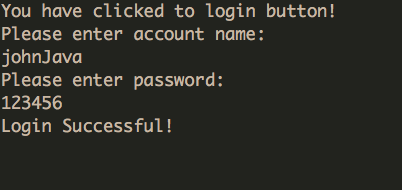 You have clicked to login button!
Please enter account name:
johnJava
Please enter password:
123456
Login Successful!